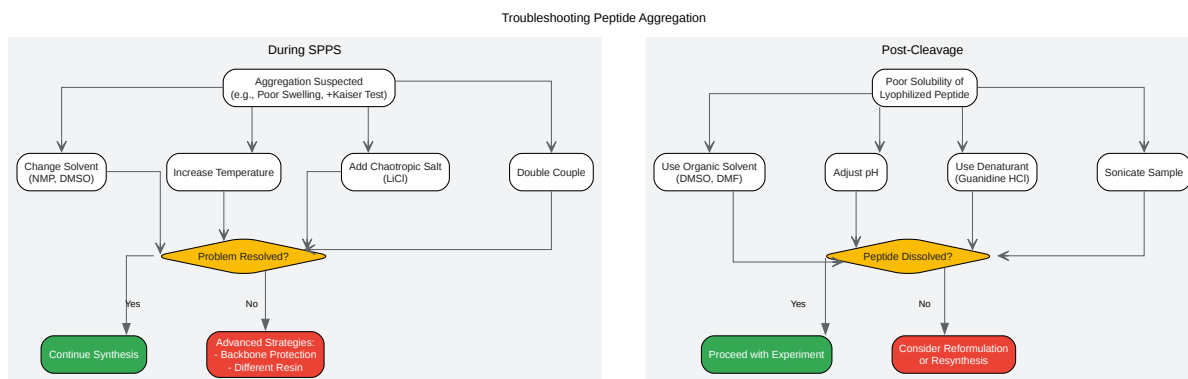 Troubleshooting Peptide Aggregation
During SPPS
Aggregation Suspected
(e.g., Poor Swelling, +Kaiser Test)
Change Solvent
(NMP, DMSO)
Increase Temperature
Add Chaotropic Salt
(LiCl)
Double Couple
Problem Resolved?
Yes
No
Continue Synthesis
Advanced Strategies:
- Backbone Protection
- Different Resin
Post-Cleavage
Poor Solubility of
Lyophilized Peptide
Use Organic Solvent
(DMSO, DMF)
Adjust pH
Use Denaturant
(Guanidine HCl)
Sonicate Sample
Peptide Dissolved?
Yes
No
Proceed with Experiment
Consider Reformulation
or Resynthesis